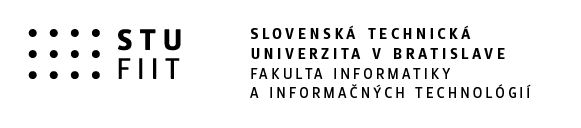 STU
FIIT
SLOVENSKÁ TECHNICKÁ
UNIVERZITA V BRATISLAVE
FAKULTA INFORMATIKY
A INFORMAČNÝCH TECHNOLÓGIÍ